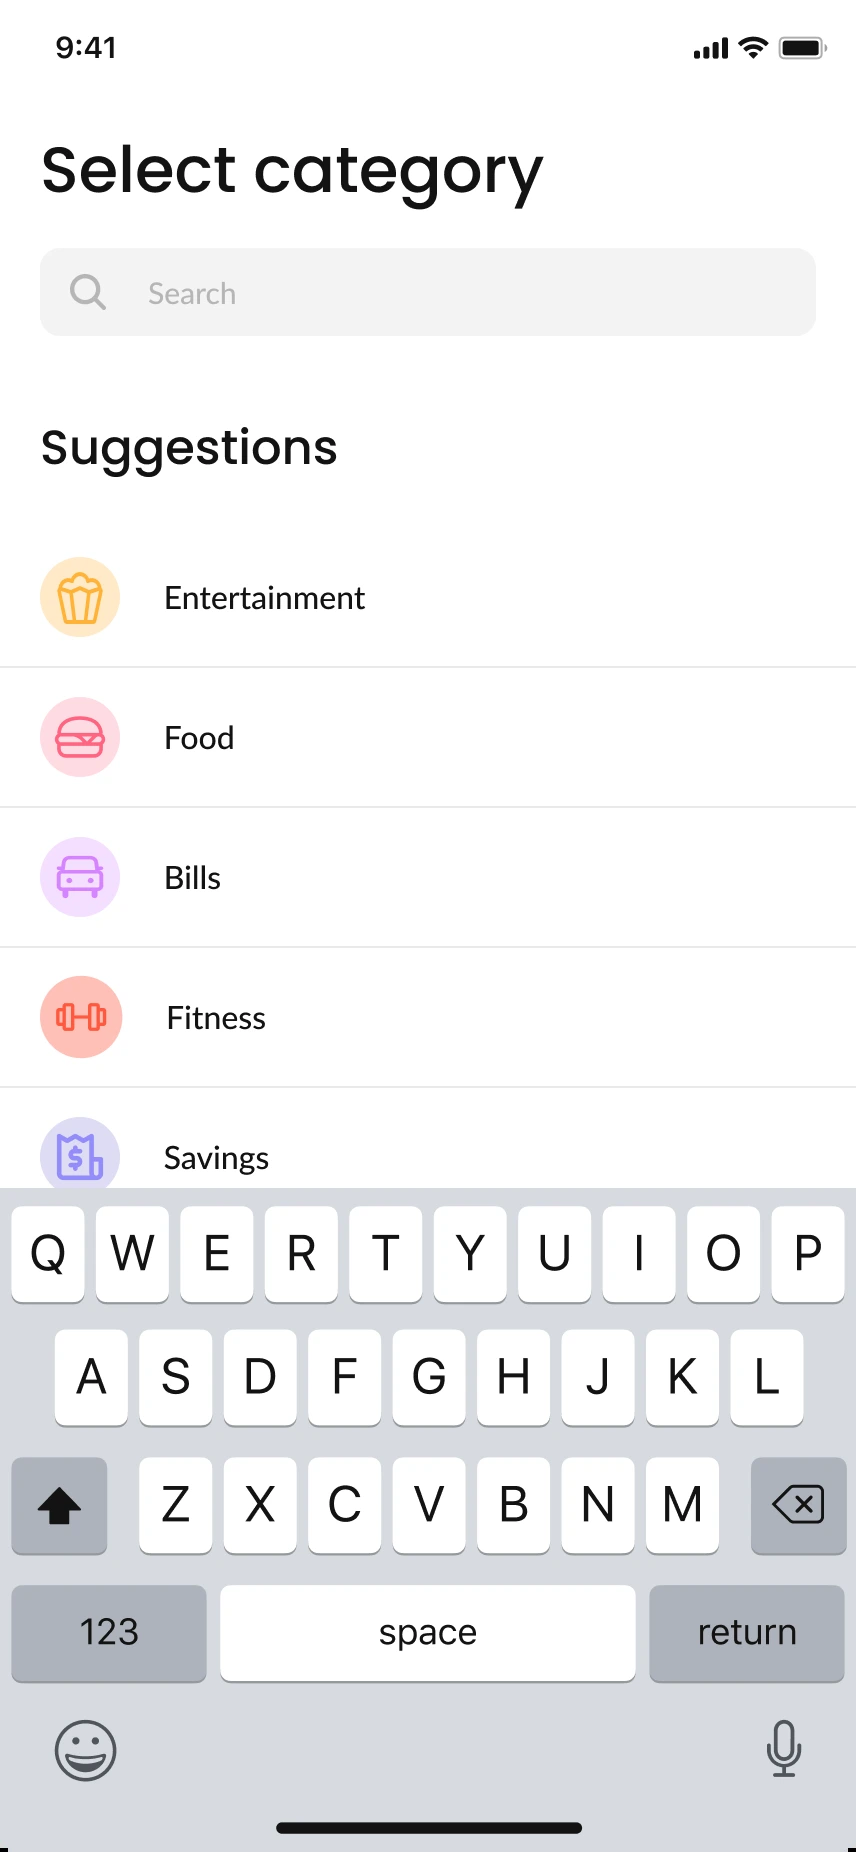 9:41
Select category
Search
Suggestions
Entertainment
Food
Bills
Fitness
$
Savings
Q W E R T Y U I O P
A S D F G H J K L
Z X C V B N M
123 space return